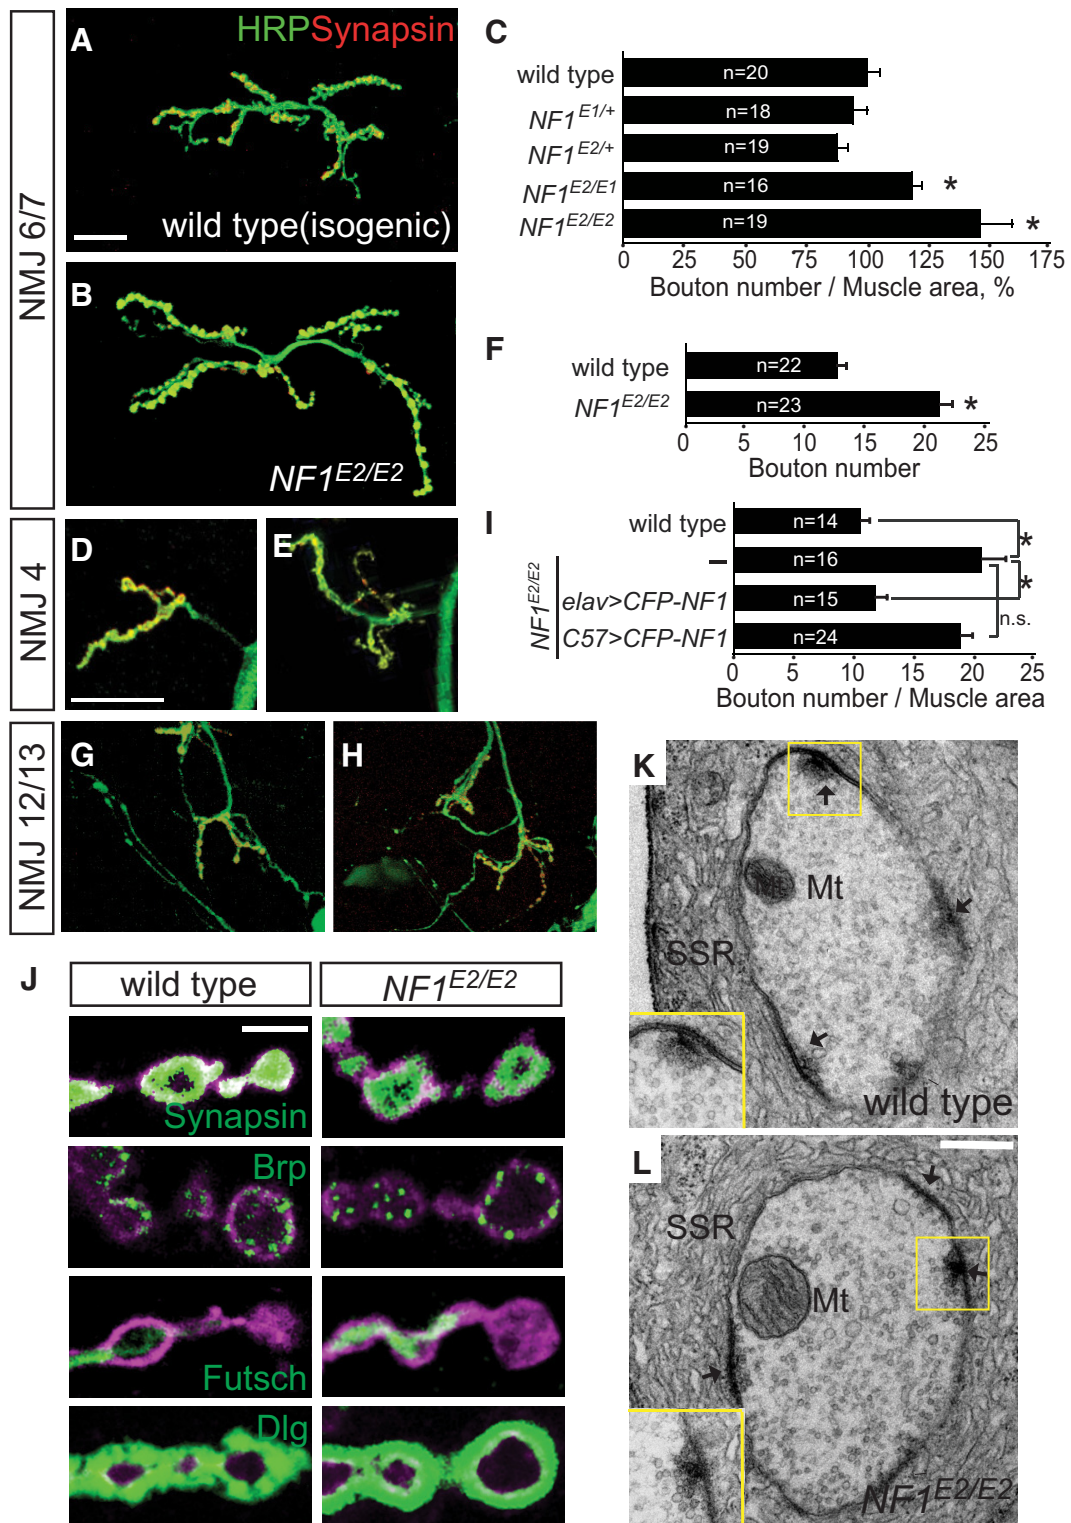 NMJ 6/7
A
HRPSynapsin
wild type(isogenic)
B
NF1E2/E2
C
wild type
n=20
NF1E1/+
n=18
NF1E2/+
n=19
NF1E2/E1
n=16
*
NF1E2/E2
n=19
*
0 25 50 75 100 125 150 175
Bouton number / Muscle area, %
F
wild type
n=22
NF1E2/E2
n=23
*
0 5 10 15 20 25
Bouton number
NMJ 4
D
E
I
wild type
n=14
*
NF1E2/E2
–
n=16
*
elav>CFP-NF1
n=15
n.s.
C57>CFP-NF1
n=24
0 5 10 15 20 25
Bouton number / Muscle area
NMJ 12/13
G
H
J
wild type
NF1E2/E2
Synapsin
Brp
Futsch
Dlg
K
Mt
Mt
SSR
wild type
L
SSR
Mt
NF1E2/E2